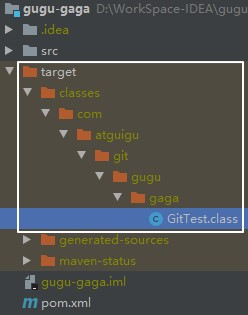 gugu-gaga D:\WorkSpace-IDEA\gugu
.idea
src
target
classes
com
atguigu
git
gugu
gaga
GitTest.class
generated-sources
maven-status
gugu-gaga.iml
pom.xml